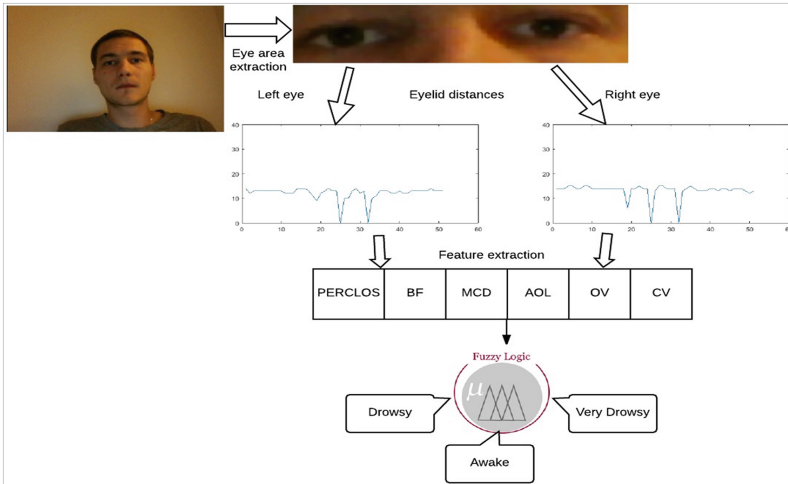 Eye area
extraction
Left eye
Eyelid distances
Right eye
40
30
20
10
0
0
10
20
30
40
50
60
40
30
20
10
0
0
10
20
30
40
50
60
Feature extraction
PERCLOS BF MCD AOL OV CV
Fuzzy Logic
μ
Drowsy
Very Drowsy
Awake